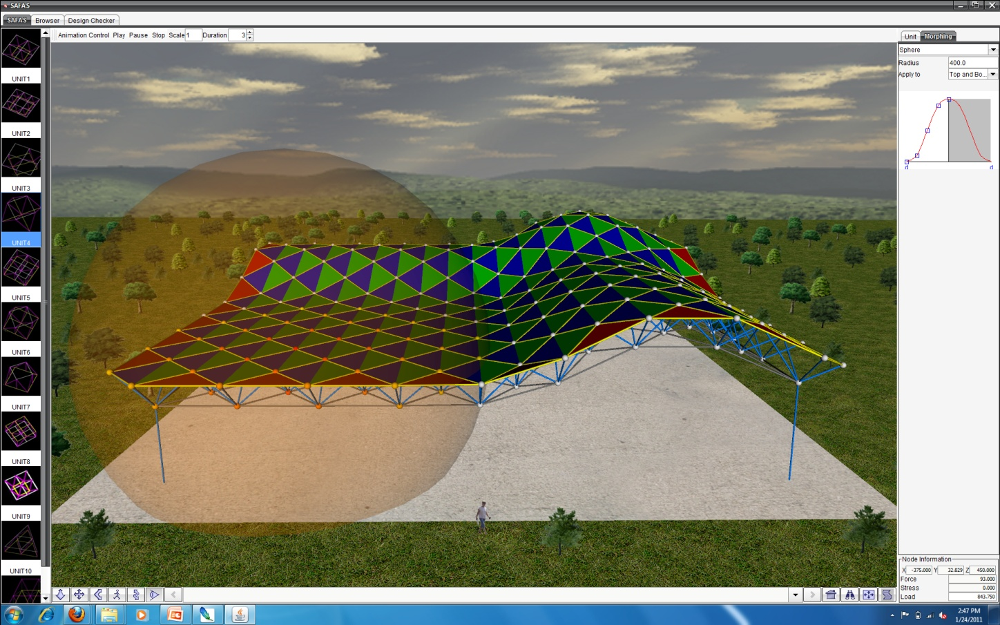 SAFAS
SAFAS Browser Design Checker
Animation Control Play Pause Stop Scale 1 Duration 3
UNIT1
UNIT2
UNIT3
UNIT4
UNIT5
UNIT6
UNIT7
UNIT8
UNIT9
UNIT10
Unit Morphing
Sphere
Radius 400.0
Apply to Top and Bo...
d d
Node Information
X -375.000 Y 32.829 Z 450.000
Force 93.000
Stress 0.000
Load 843.750
2:47 PM
1/24/2011